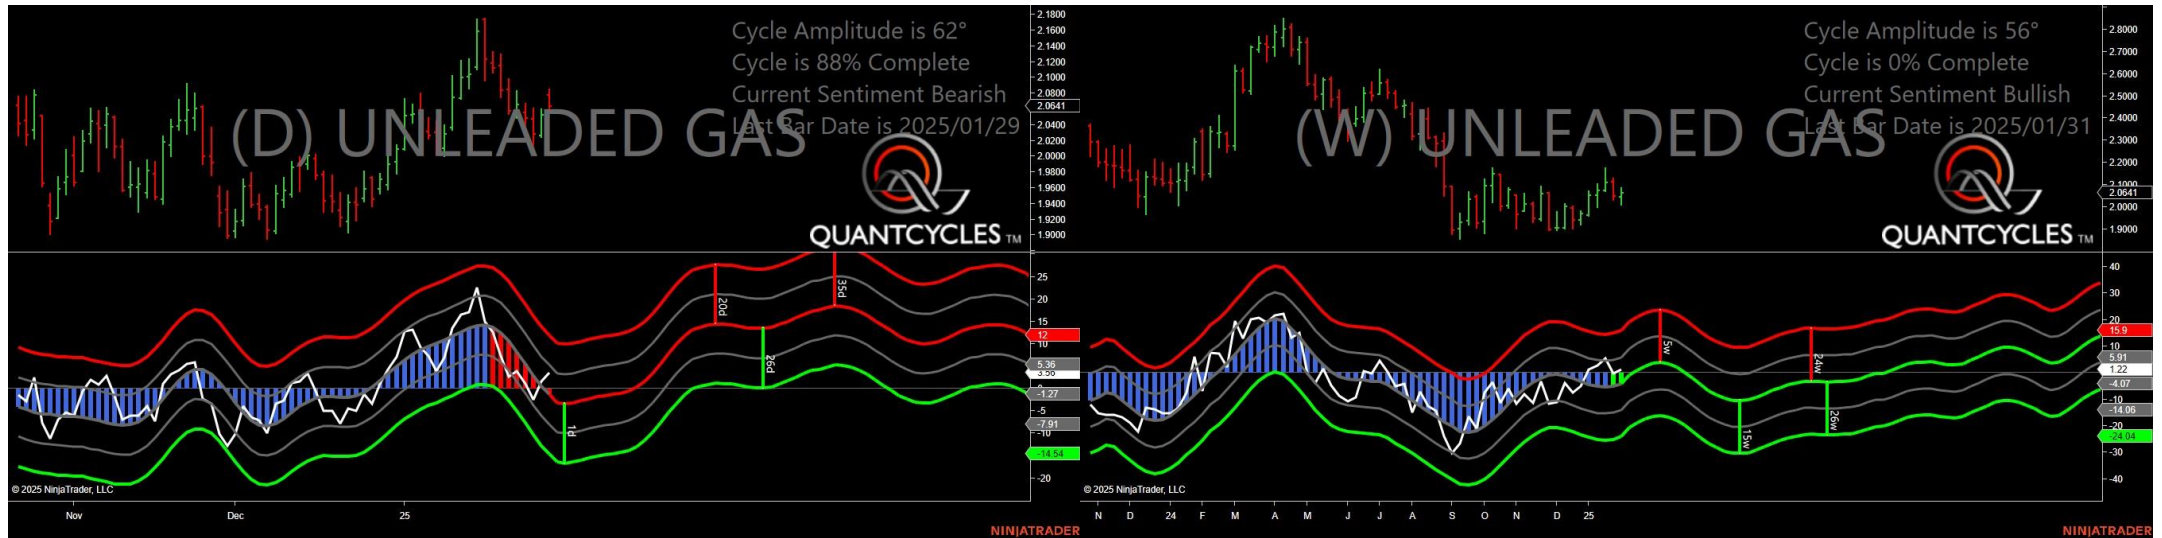 Cycle Amplitude is 62°
Cycle is 88% Complete
Current Sentiment Bearish
Last Bar Date is 2025/01/29
(D) UNLEADED GAS
QUANTCYCLES TM
2.1800
2.1600
2.1400
2.1200
2.1000
2.0800
2.0641
2.0400
2.0200
2.0000
1.9800
1.9600
1.9400
1.9200
1.9000
25
20
15
12
10
5.36
3.56
-1.27
-5
-7.91
-10
-14.54
-20
1d
20d
26d
35d
© 2025 NinjaTrader, LLC
Nov
Dec
25
NINJATRADER
Cycle Amplitude is 56°
Cycle is 0% Complete
Current Sentiment Bullish
Last Bar Date is 2025/01/31
(W) UNLEADED GAS
QUANTCYCLES TM
2.8000
2.7000
2.6000
2.5000
2.4000
2.3000
2.2000
2.1000
2.0641
2.0000
1.9000
40
30
20
15.9
10
5.91
1.22
-4.07
-10
-14.06
-20
-24.04
-30
-40
5w
15w
24w
26w
© 2025 NinjaTrader, LLC
N D 24 F M A M J J A S O N D 25
NINJATRADER